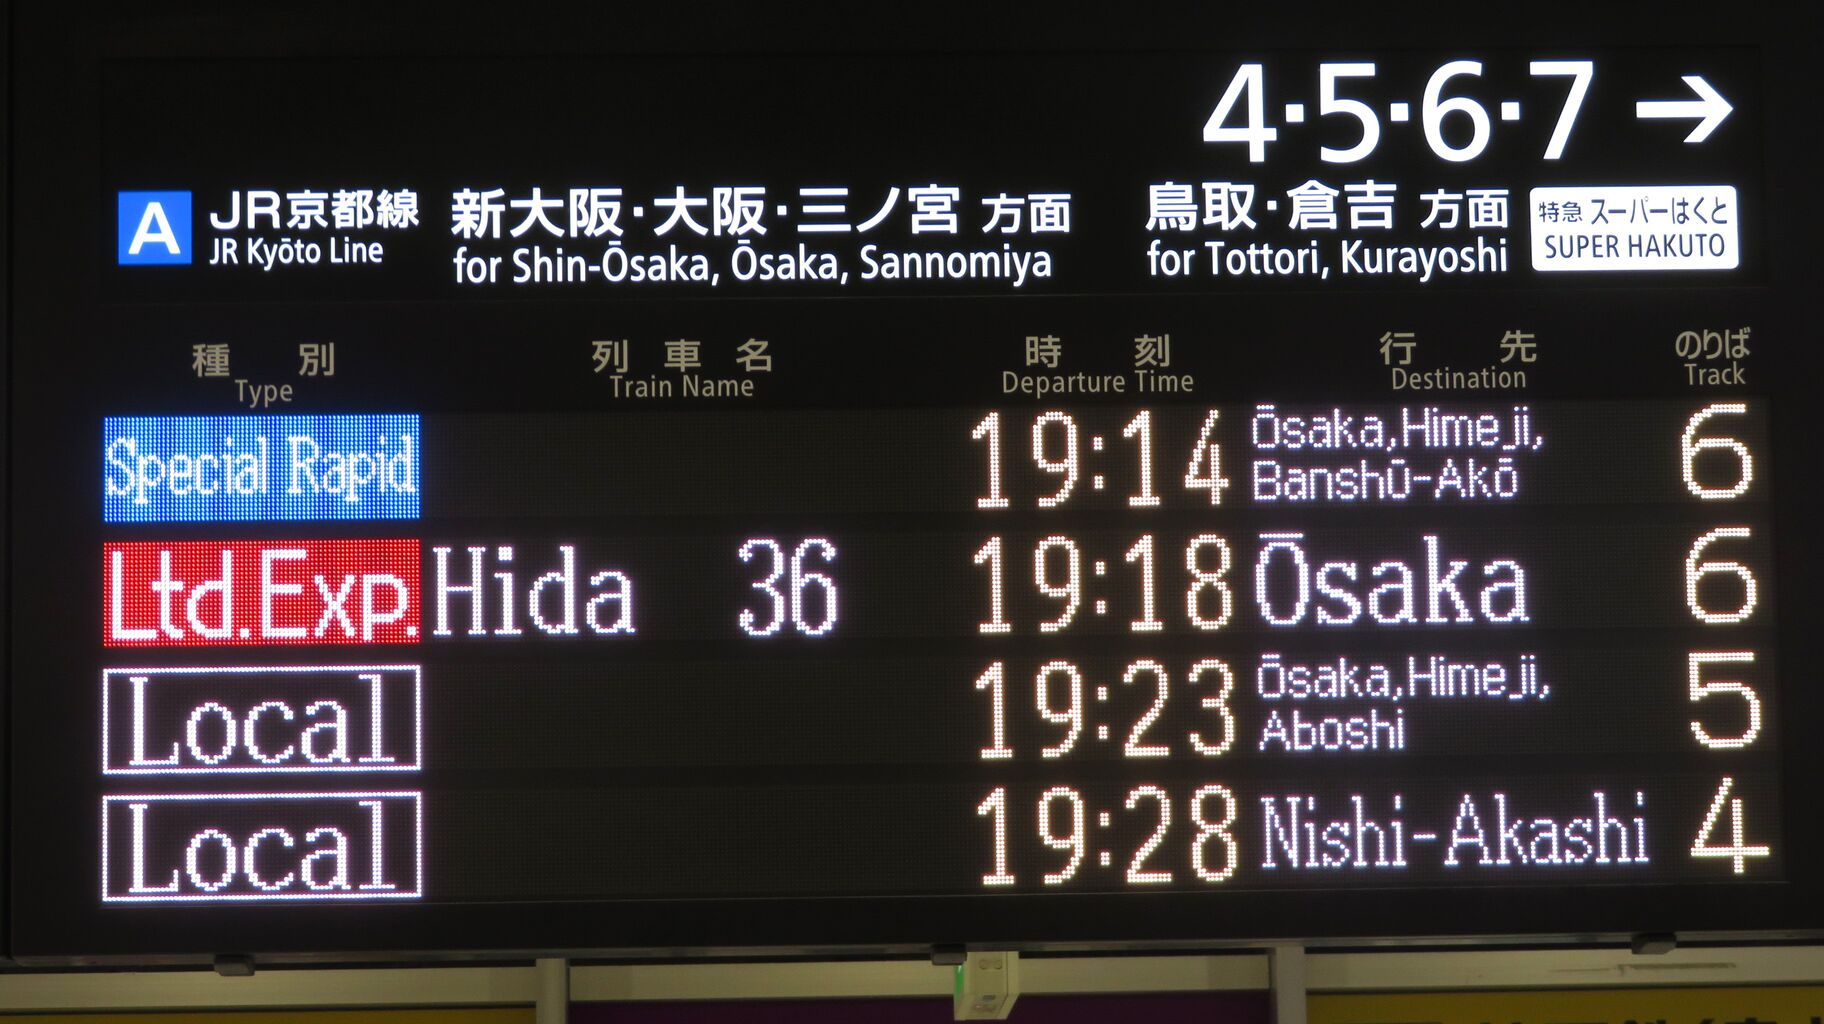 4・5・6・7 →
A JR京都線 新大阪・大阪・三ノ宮 方面 鳥取・倉吉 方面 特急 スーパーはくと
JR Kyōto Line for Shin-Ōsaka, Ōsaka, Sannomiya for Tottori, Kurayoshi SUPER HAKUTO
種別 列車名 時刻 行先 のりば
Type Train Name Departure Time Destination Track
Special Rapid 19:14 Ōsaka,Himeji, 6
Banshū-Akō
Ltd.Exp. Hida 36 19:18 Ōsaka 6
Local 19:23 Ōsaka,Himeji, 5
Aboshi
Local 19:28 Nishi-Akashi 4